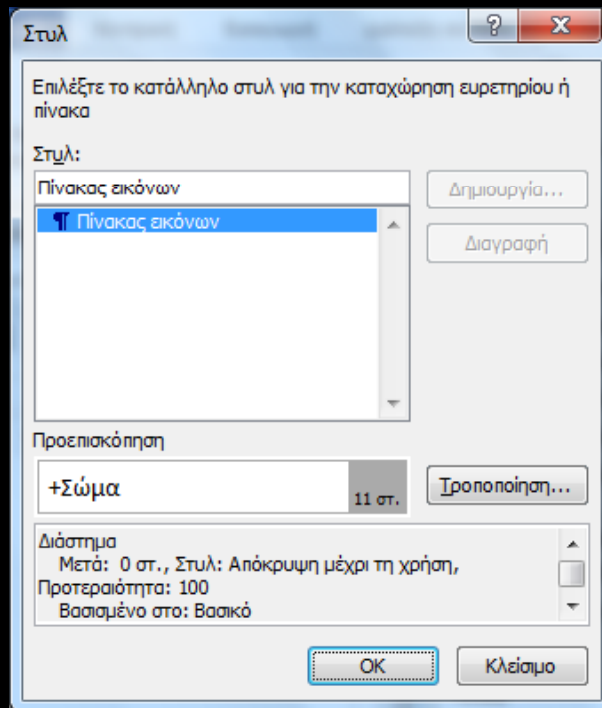 Στυλ
Επιλέξτε το κατάλληλο στυλ για την καταχώρηση ευρετηρίου ή
πίνακα
Στυλ:
Πίνακας εικόνων
Δημιουργία...
¶ Πίνακας εικόνων
Διαγραφή
Προεπισκόπηση
+Σώμα
11 στ.
Τροποποίηση...
Διάστημα
Μετά: 0 στ., Στυλ: Απόκρυψη μέχρι τη χρήση,
Προτεραιότητα: 100
Βασισμένο στο: Βασικό
OK
Κλείσιμο